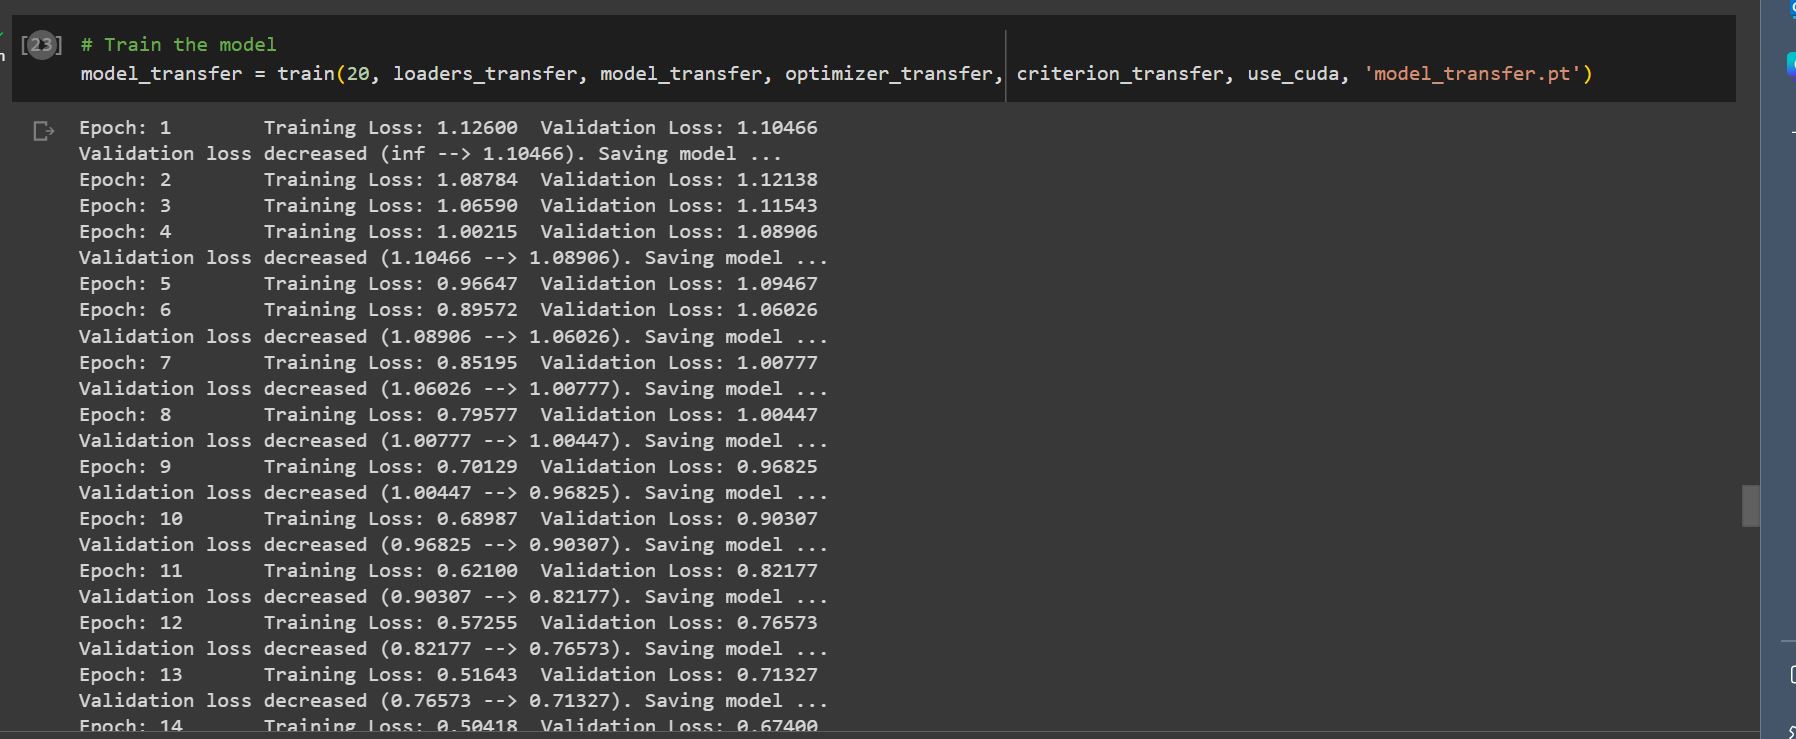 [23] # Train the model
model_transfer = train(20, loaders_transfer, model_transfer, optimizer_transfer, criterion_transfer, use_cuda, 'model_transfer.pt')
Epoch: 1 Training Loss: 1.12600 Validation Loss: 1.10466
Validation loss decreased (inf --> 1.10466). Saving model ...
Epoch: 2 Training Loss: 1.08784 Validation Loss: 1.12138
Epoch: 3 Training Loss: 1.06590 Validation Loss: 1.11543
Epoch: 4 Training Loss: 1.00215 Validation Loss: 1.08906
Validation loss decreased (1.10466 --> 1.08906). Saving model ...
Epoch: 5 Training Loss: 0.96647 Validation Loss: 1.09467
Epoch: 6 Training Loss: 0.89572 Validation Loss: 1.06026
Validation loss decreased (1.08906 --> 1.06026). Saving model ...
Epoch: 7 Training Loss: 0.85195 Validation Loss: 1.00777
Validation loss decreased (1.06026 --> 1.00777). Saving model ...
Epoch: 8 Training Loss: 0.79577 Validation Loss: 1.00447
Validation loss decreased (1.00777 --> 1.00447). Saving model ...
Epoch: 9 Training Loss: 0.70129 Validation Loss: 0.96825
Validation loss decreased (1.00447 --> 0.96825). Saving model ...
Epoch: 10 Training Loss: 0.68987 Validation Loss: 0.90307
Validation loss decreased (0.96825 --> 0.90307). Saving model ...
Epoch: 11 Training Loss: 0.62100 Validation Loss: 0.82177
Validation loss decreased (0.90307 --> 0.82177). Saving model ...
Epoch: 12 Training Loss: 0.57255 Validation Loss: 0.76573
Validation loss decreased (0.82177 --> 0.76573). Saving model ...
Epoch: 13 Training Loss: 0.51643 Validation Loss: 0.71327
Validation loss decreased (0.76573 --> 0.71327). Saving model ...
Epoch: 14 Training Loss: 0.50418 Validation Loss: 0.67400